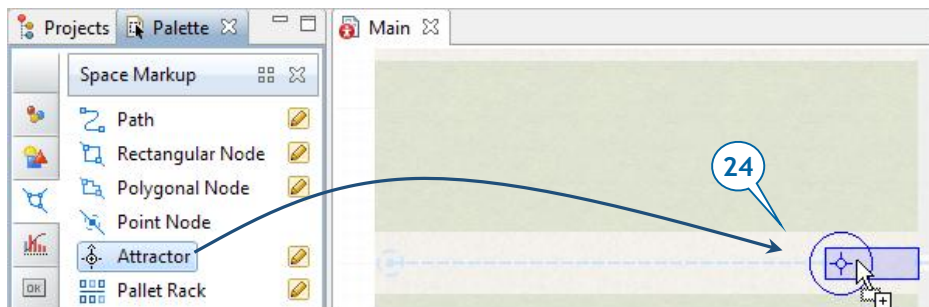 Projects Palette Main
Space Markup
Path
Rectangular Node
24
Polygonal Node
Point Node
Attractor
Pallet Rack
OK